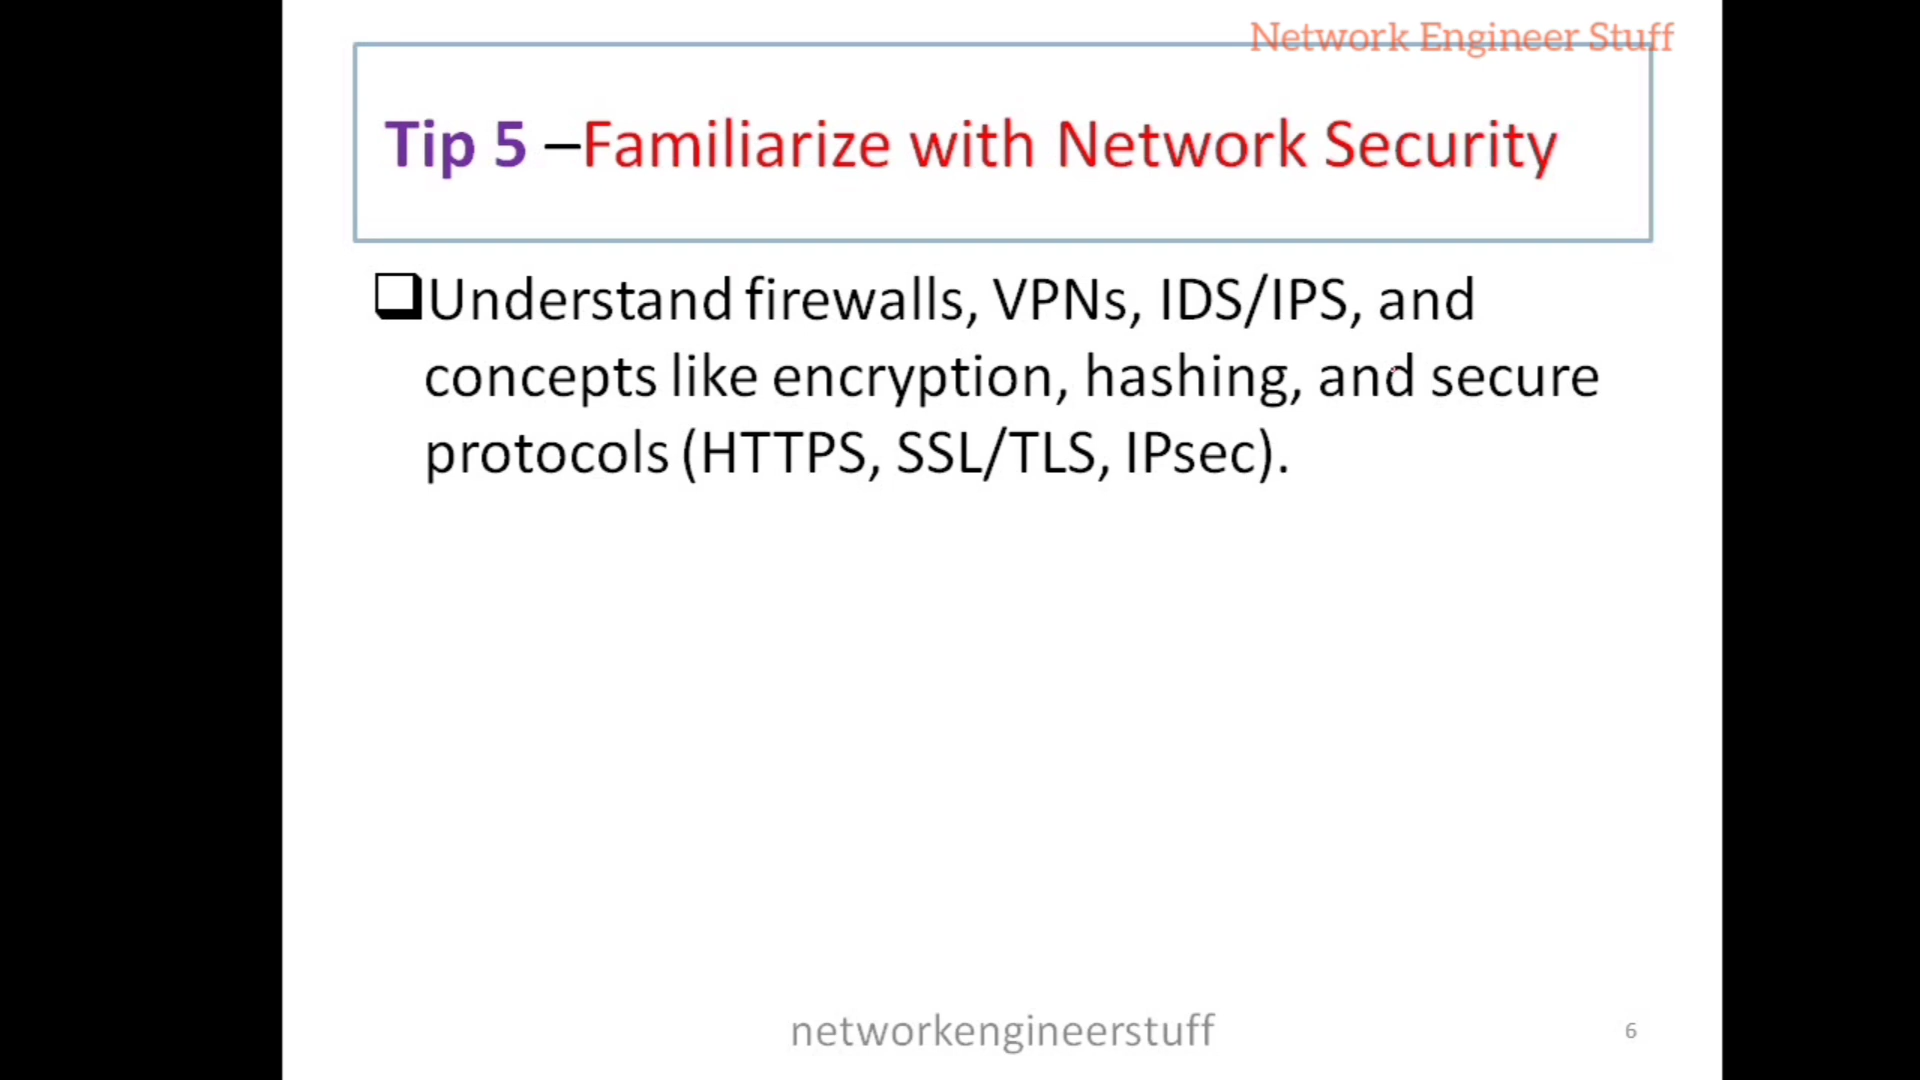 Network Engineer Stuff
Tip 5 –Familiarize with Network Security
Understand firewalls, VPNs, IDS/IPS, and
concepts like encryption, hashing, and secure
protocols (HTTPS, SSL/TLS, IPsec).
networkengineerstuff
6